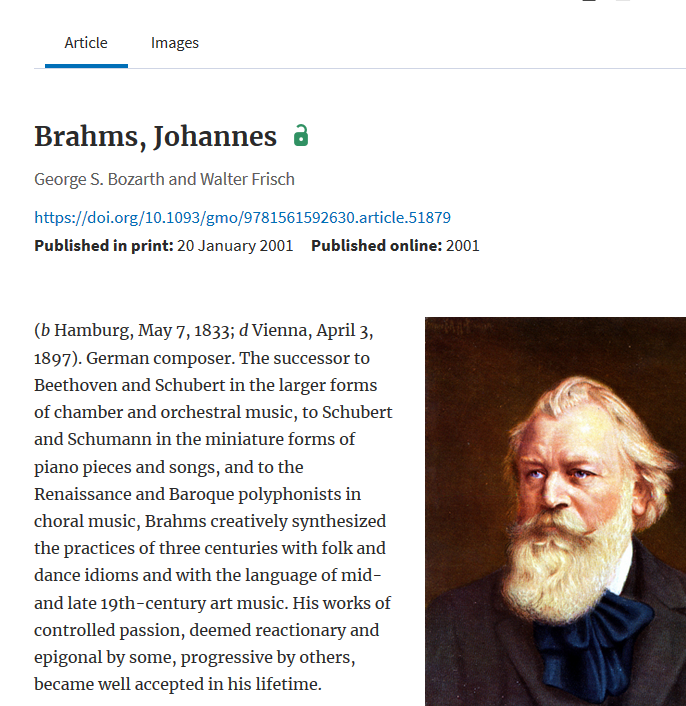 Article Images
Brahms, Johannes
George S. Bozarth and Walter Frisch
https://doi.org/10.1093/gmo/9781561592630.article.51879
Published in print: 20 January 2001 Published online: 2001
(b Hamburg, May 7, 1833; d Vienna, April 3,
1897). German composer. The successor to
Beethoven and Schubert in the larger forms
of chamber and orchestral music, to Schubert
and Schumann in the miniature forms of
piano pieces and songs, and to the
Renaissance and Baroque polyphonists in
choral music, Brahms creatively synthesized
the practices of three centuries with folk and
dance idioms and with the language of mid-
and late 19th-century art music. His works of
controlled passion, deemed reactionary and
epigonal by some, progressive by others,
became well accepted in his lifetime.